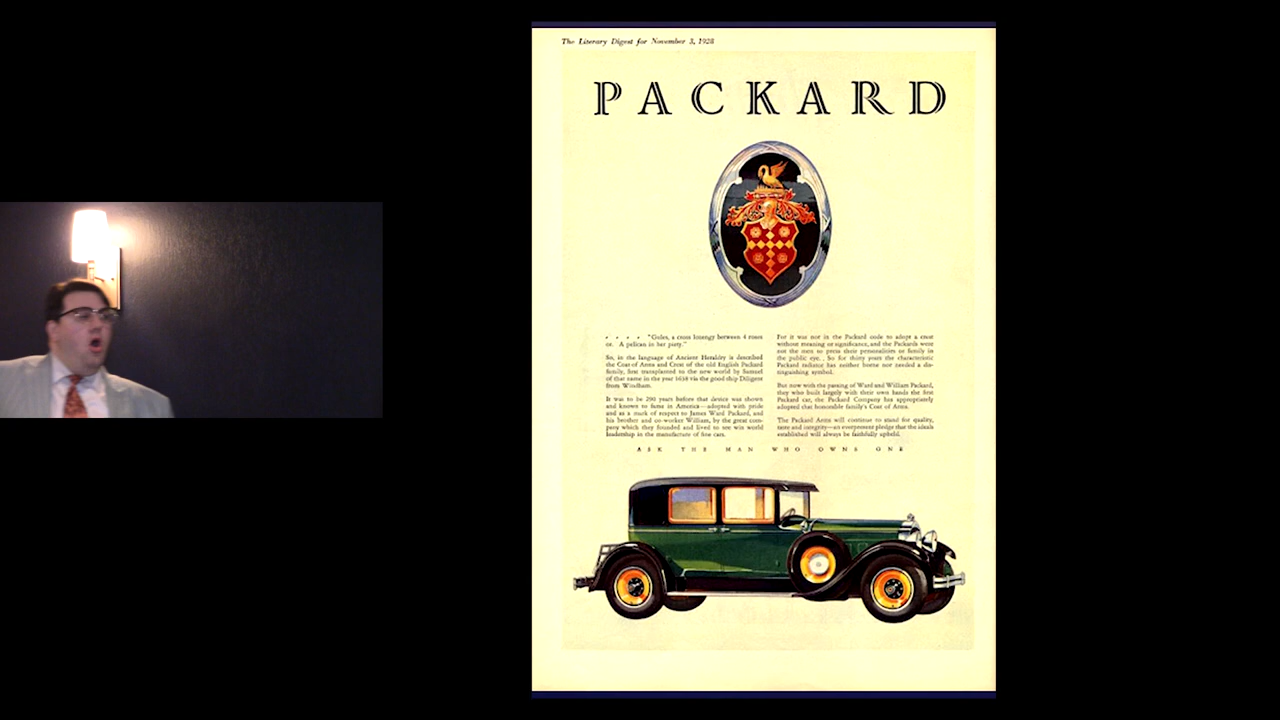 The Literary Digest for November 3, 1928
PACKARD
. . . . "Gules, a cross lozengy between 4 roses
or. A pelican in her piety."
So, in the language of Ancient Heraldry is described
the Coat of Arms and Crest of the old English Packard
family, first transplanted to the new world by Samuel
of that name in the year 1638 via the good ship Diligent
from Windham.
It was to be 290 years before that device was shown
and known to fame in America—adopted with pride
and as a mark of respect to James Ward Packard, and
his brother and co-worker William, by the great com-
pany which they founded and lived to see win world
leadership in the manufacture of fine cars.
For it was not in the Packard code to adopt a crest
without meaning or significance, and the Packards were
not the men to press their personalities or family in
the public eye. So for thirty years the characteristic
Packard radiator has neither borne nor needed a dis-
tinguishing symbol.
But now with the passing of Ward and William Packard,
they who built largely with their own hands the first
Packard car, the Packard Company has appropriately
adopted that honorable family's Coat of Arms.
The Packard Arms will continue to stand for quality,
taste and integrity—an everpresent pledge that the ideals
established will always be faithfully upheld.
ASK THE MAN WHO OWNS ONE